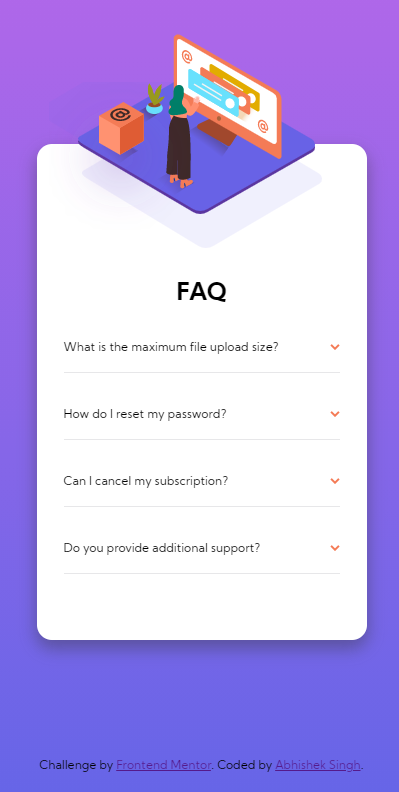 FAQ
What is the maximum file upload size?
How do I reset my password?
Can I cancel my subscription?
Do you provide additional support?
Challenge by Frontend Mentor. Coded by Abhishek Singh.